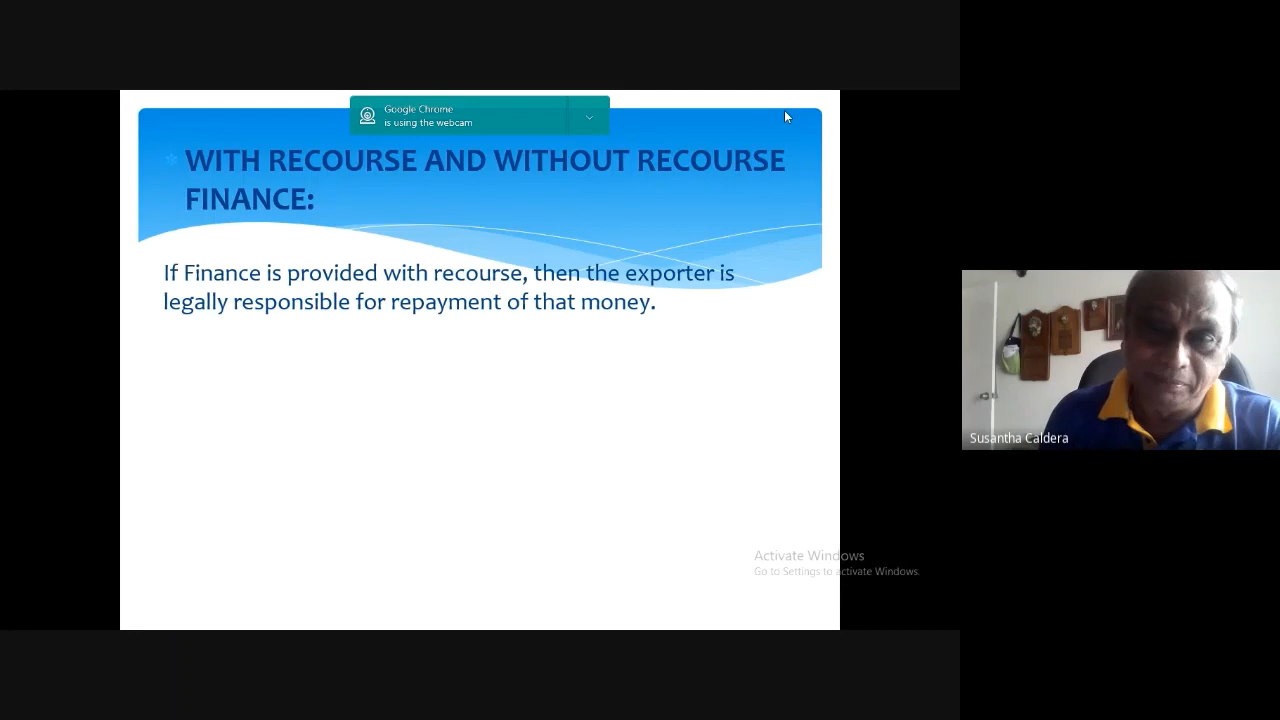 Google Chrome
is using the webcam
WITH RECOURSE AND WITHOUT RECOURSE
FINANCE:
If Finance is provided with recourse, then the exporter is
legally responsible for repayment of that money.
Susantha Caldera
Activate Windows
Go to Settings to activate Windows.